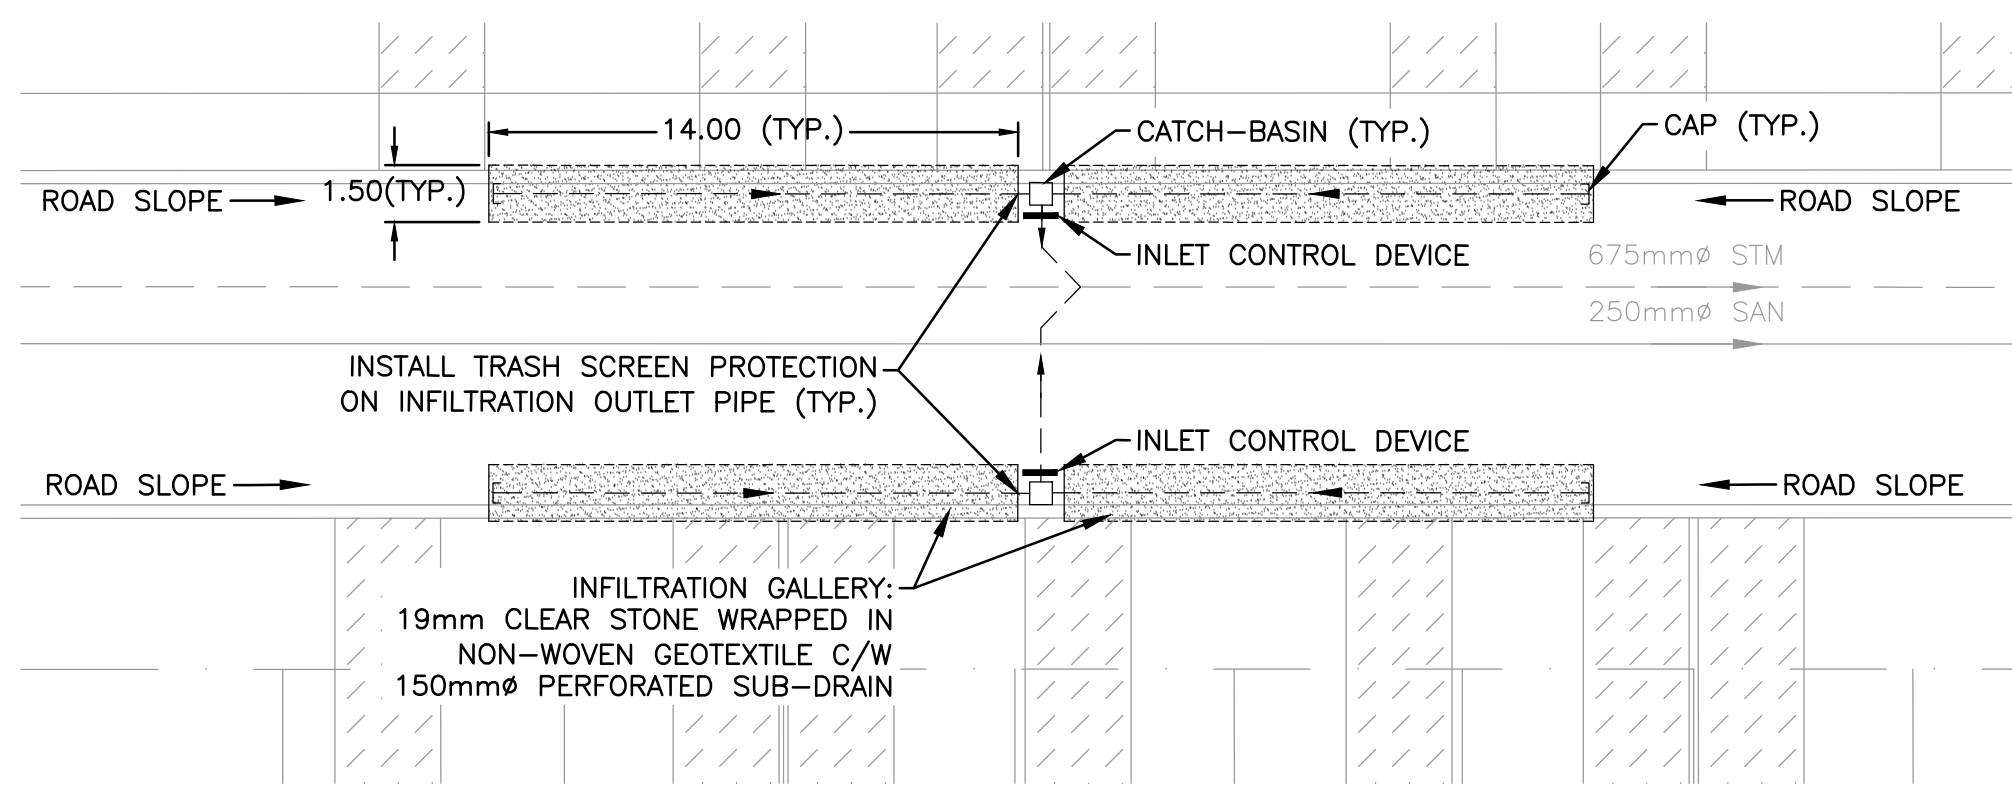 14.00 (TYP.)
CATCH-BASIN (TYP.)
CAP (TYP.)
1.50(TYP.)
ROAD SLOPE
ROAD SLOPE
INLET CONTROL DEVICE
675mmø STM
250mmø SAN
INSTALL TRASH SCREEN PROTECTION
ON INFILTRATION OUTLET PIPE (TYP.)
INLET CONTROL DEVICE
ROAD SLOPE
ROAD SLOPE
INFILTRATION GALLERY:
19mm CLEAR STONE WRAPPED IN
NON-WOVEN GEOTEXTILE C/W
150mmø PERFORATED SUB-DRAIN